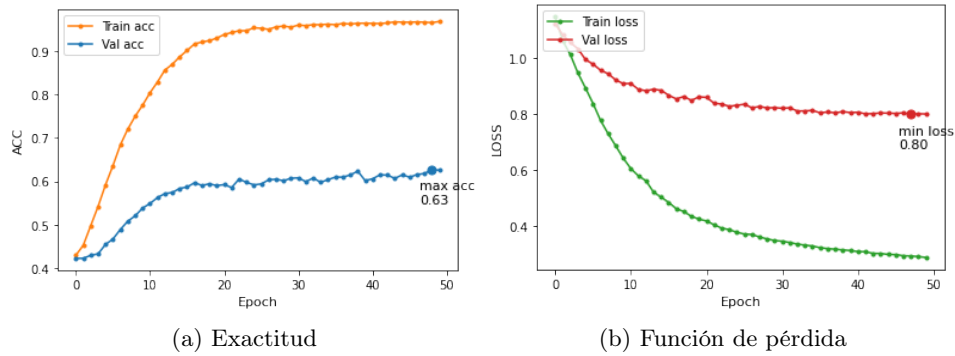 Train acc
Val acc
0.9
0.8
0.7
0.6
0.5
0.4
ACC
max acc
0.63
0 10 20 30 40 50
Epoch
(a) Exactitud
Train loss
Val loss
1.0
0.8
0.6
0.4
LOSS
min loss
0.80
0 10 20 30 40 50
Epoch
(b) Función de pérdida